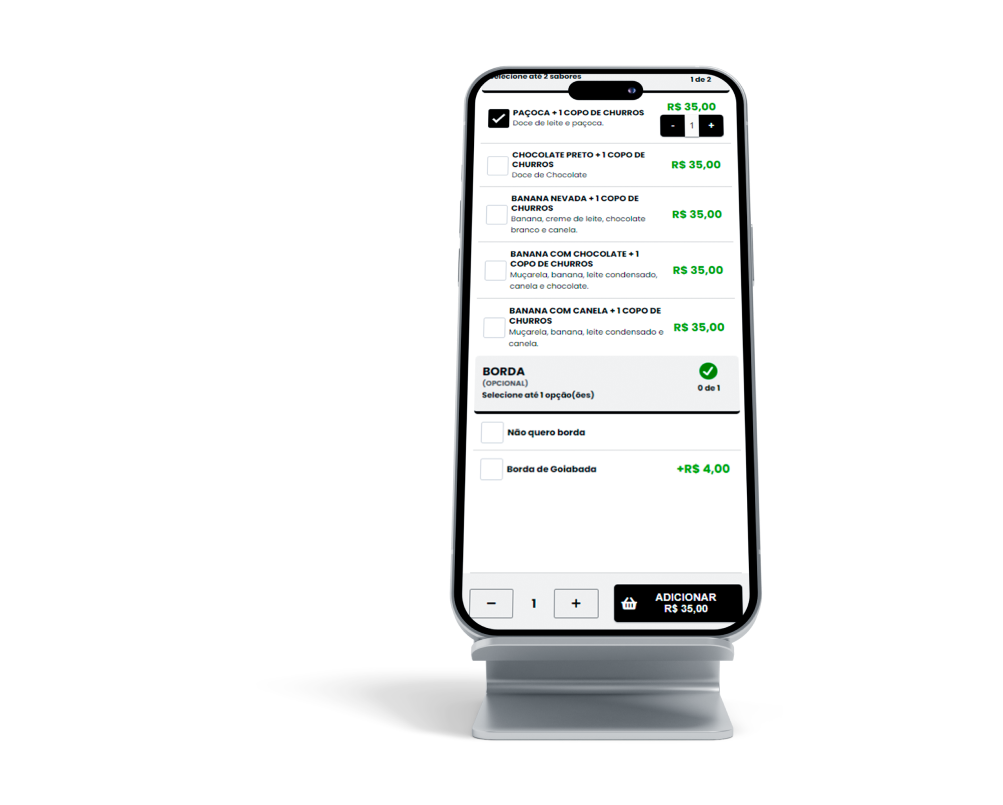 Selecione até 2 sabores
1 de 2
PAÇOCA + 1 COPO DE CHURROS
Doce de leite e paçoca.
R$ 35,00
- 1 +
CHOCOLATE PRETO + 1 COPO DE
CHURROS
Doce de Chocolate
R$ 35,00
BANANA NEVADA + 1 COPO DE
CHURROS
Banana, creme de leite, chocolate
branco e canela.
R$ 35,00
BANANA COM CHOCOLATE + 1
COPO DE CHURROS
Muçarela, banana, leite condensado,
canela e chocolate.
R$ 35,00
BANANA COM CANELA + 1 COPO DE
CHURROS
Muçarela, banana, leite condensado e
canela.
R$ 35,00
BORDA
(OPCIONAL)
Selecione até 1 opção(ões)
0 de 1
Não quero borda
Borda de Goiabada
+R$ 4,00
− 1 +
ADICIONAR
R$ 35,00